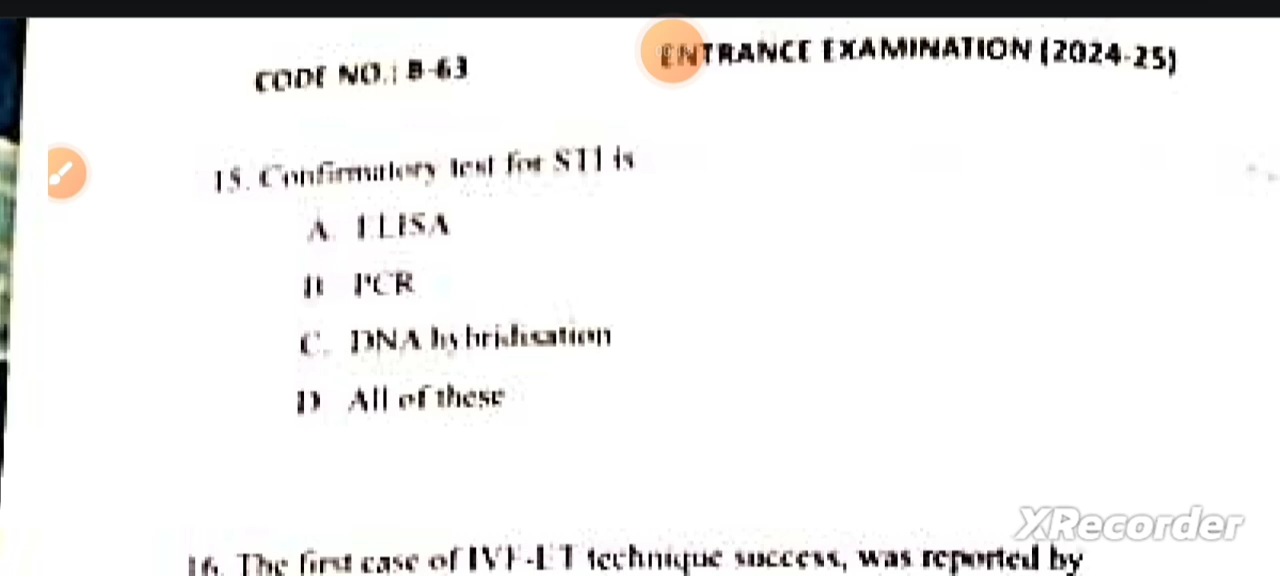 CODE NO.: B-63
ENTRANCE EXAMINATION (2024-25)
15. Confirmatory test for STI is
A. ELISA
B PCR
C. DNA hybridisation
D All of these
16. The first case of IVF-ET technique success, was reported by
XRecorder